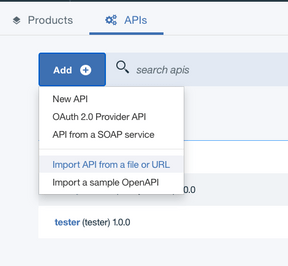 Products
APIs
Add
search apis
New API
OAuth 2.0 Provider API
API from a SOAP service
Import API from a file or URL
Import a sample OpenAPI
0.0
tester (tester) 1.0.0